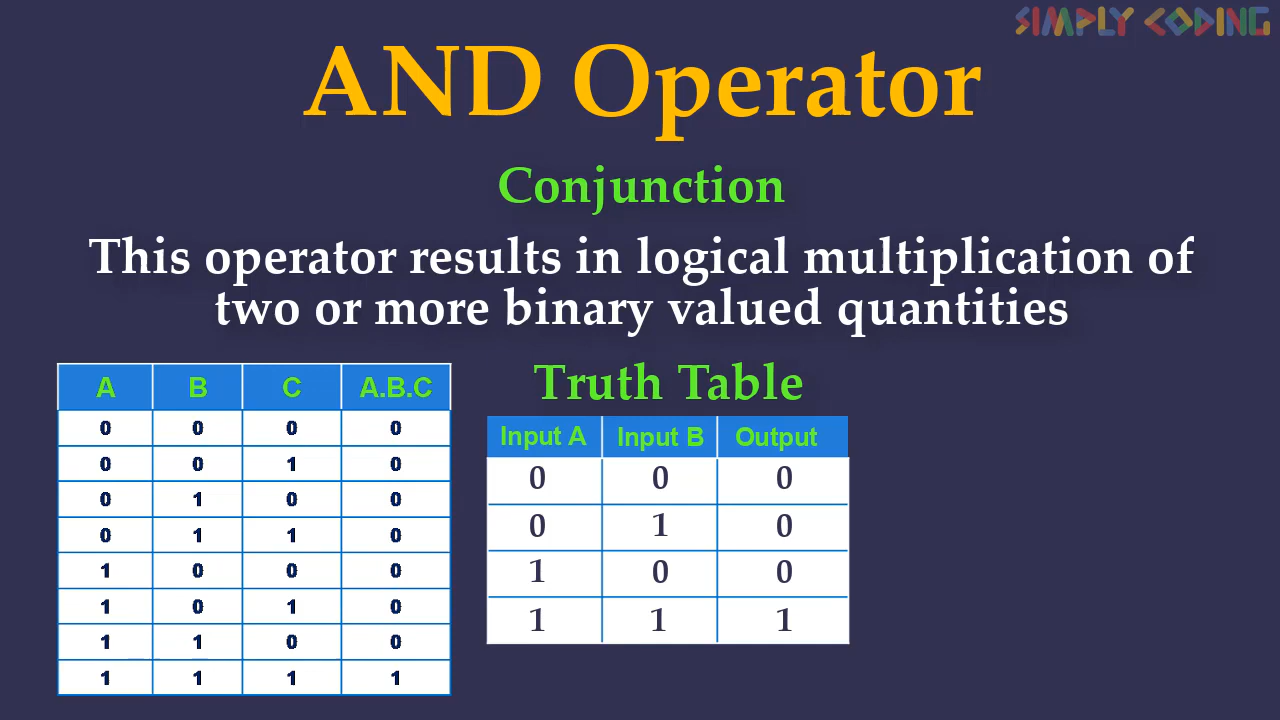 SIMPLY CODING
AND Operator
Conjunction
This operator results in logical multiplication of
two or more binary valued quantities
A B C A.B.C
0 0 0 0
0 0 1 0
0 1 0 0
0 1 1 0
1 0 0 0
1 0 1 0
1 1 0 0
1 1 1 1
Truth Table
Input A Input B Output
0 0 0
0 1 0
1 0 0
1 1 1